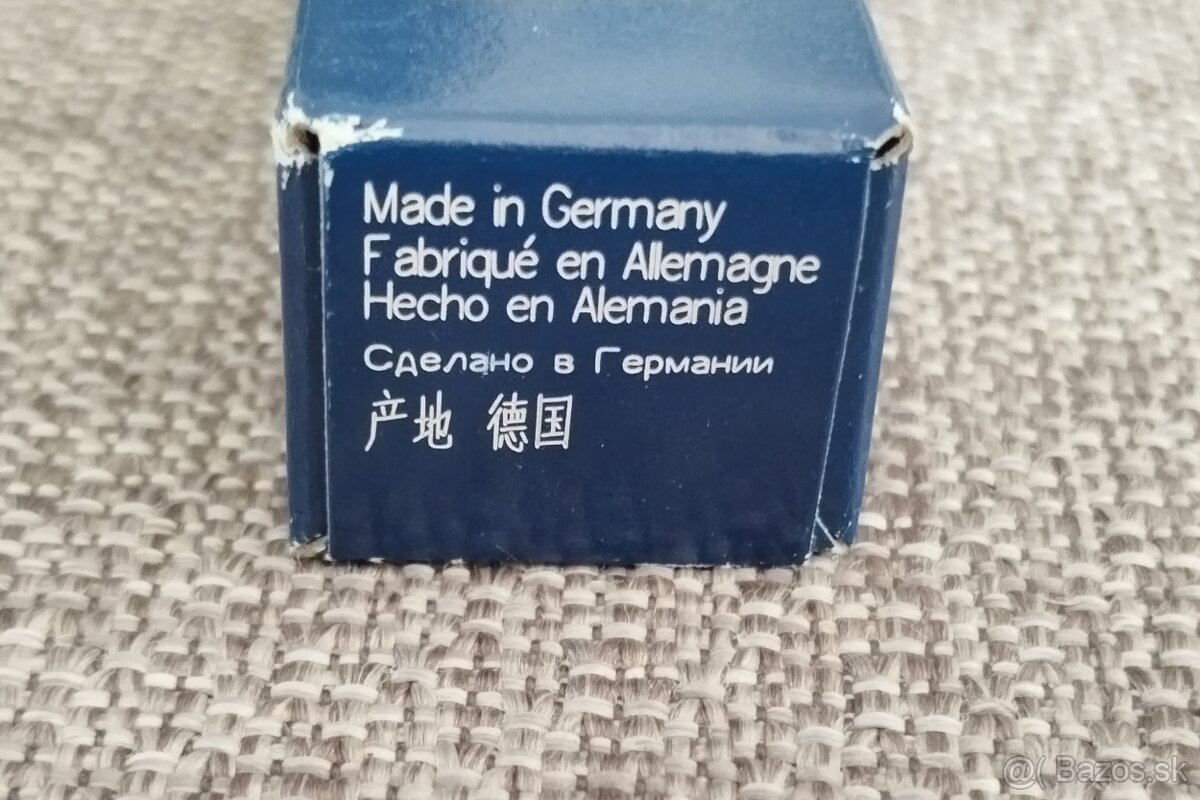 Made in Germany
Fabriqué en Allemagne
Hecho en Alemania
Сделано в Германии
产地 德国
@( Bazos.sk